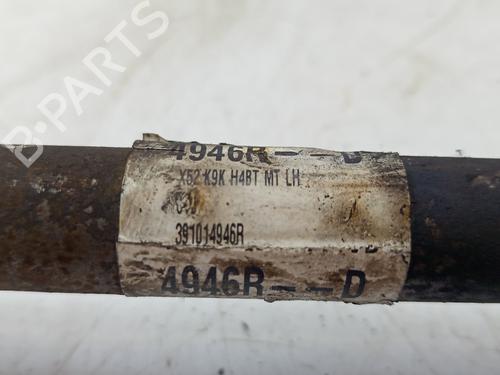 4946R--D
X52 K9K H4BT MT LH
391014946R
4946R--D
B-PARTS